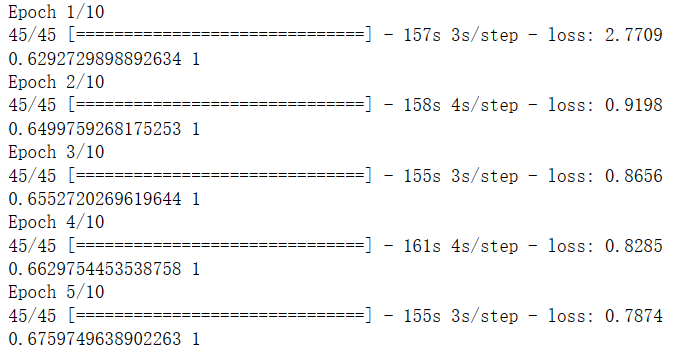 Epoch 1/10
45/45 [==============================] - 157s 3s/step - loss: 2.7709
0.6292729898892634 1
Epoch 2/10
45/45 [==============================] - 158s 4s/step - loss: 0.9198
0.6499759268175253 1
Epoch 3/10
45/45 [==============================] - 155s 3s/step - loss: 0.8656
0.6552720269619644 1
Epoch 4/10
45/45 [==============================] - 161s 4s/step - loss: 0.8285
0.6629754453538758 1
Epoch 5/10
45/45 [==============================] - 155s 3s/step - loss: 0.7874
0.6759749638902263 1